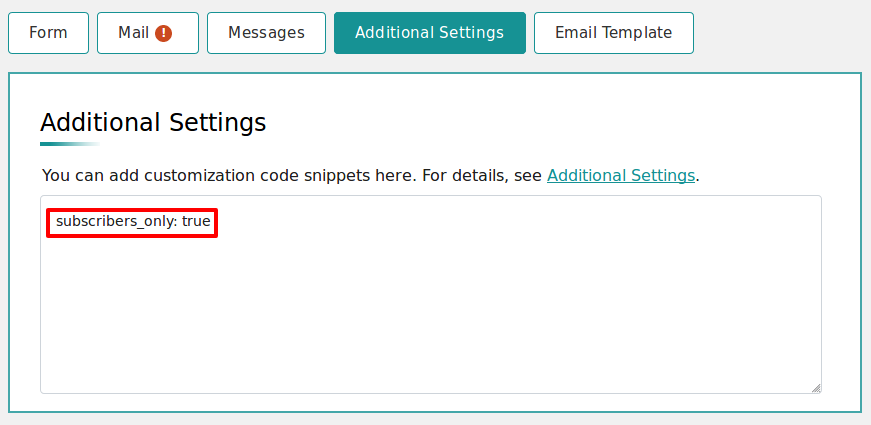 Form Mail ! Messages Additional Settings Email Template
Additional Settings
You can add customization code snippets here. For details, see Additional Settings.
subscribers_only: true